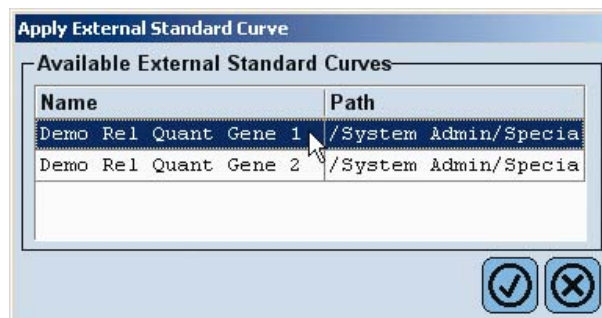 Apply External Standard Curve
Available External Standard Curves
Name Path
Demo Rel Quant Gene 1 /System Admin/Specia
Demo Rel Quant Gene 2 /System Admin/Specia